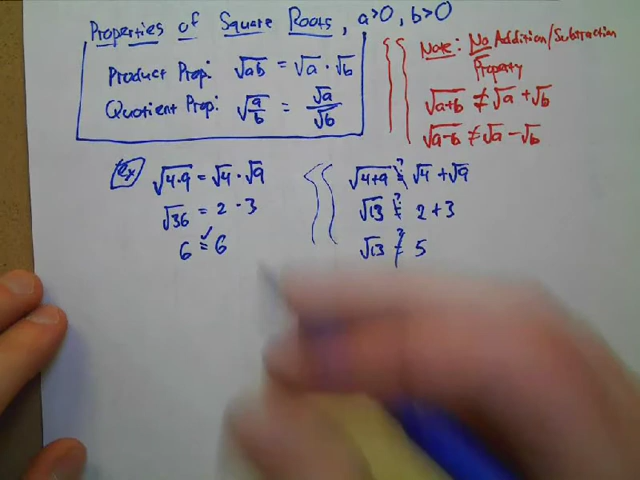 Properties of Square Roots, a>0, b>0
Product Prop: √ab = √a · √b
Quotient Prop: √(a/b) = √a/√b
Note: No Addition/Subtraction
Property
√a+b ≠ √a + √b
√a-b ≠ √a - √b
ex
√4·9 = √4 · √9
√36 = 2 · 3
6 =✓ 6
√4+9 ≠? √4 + √9
√13 ≠? 2 + 3
√13 ≠? 5